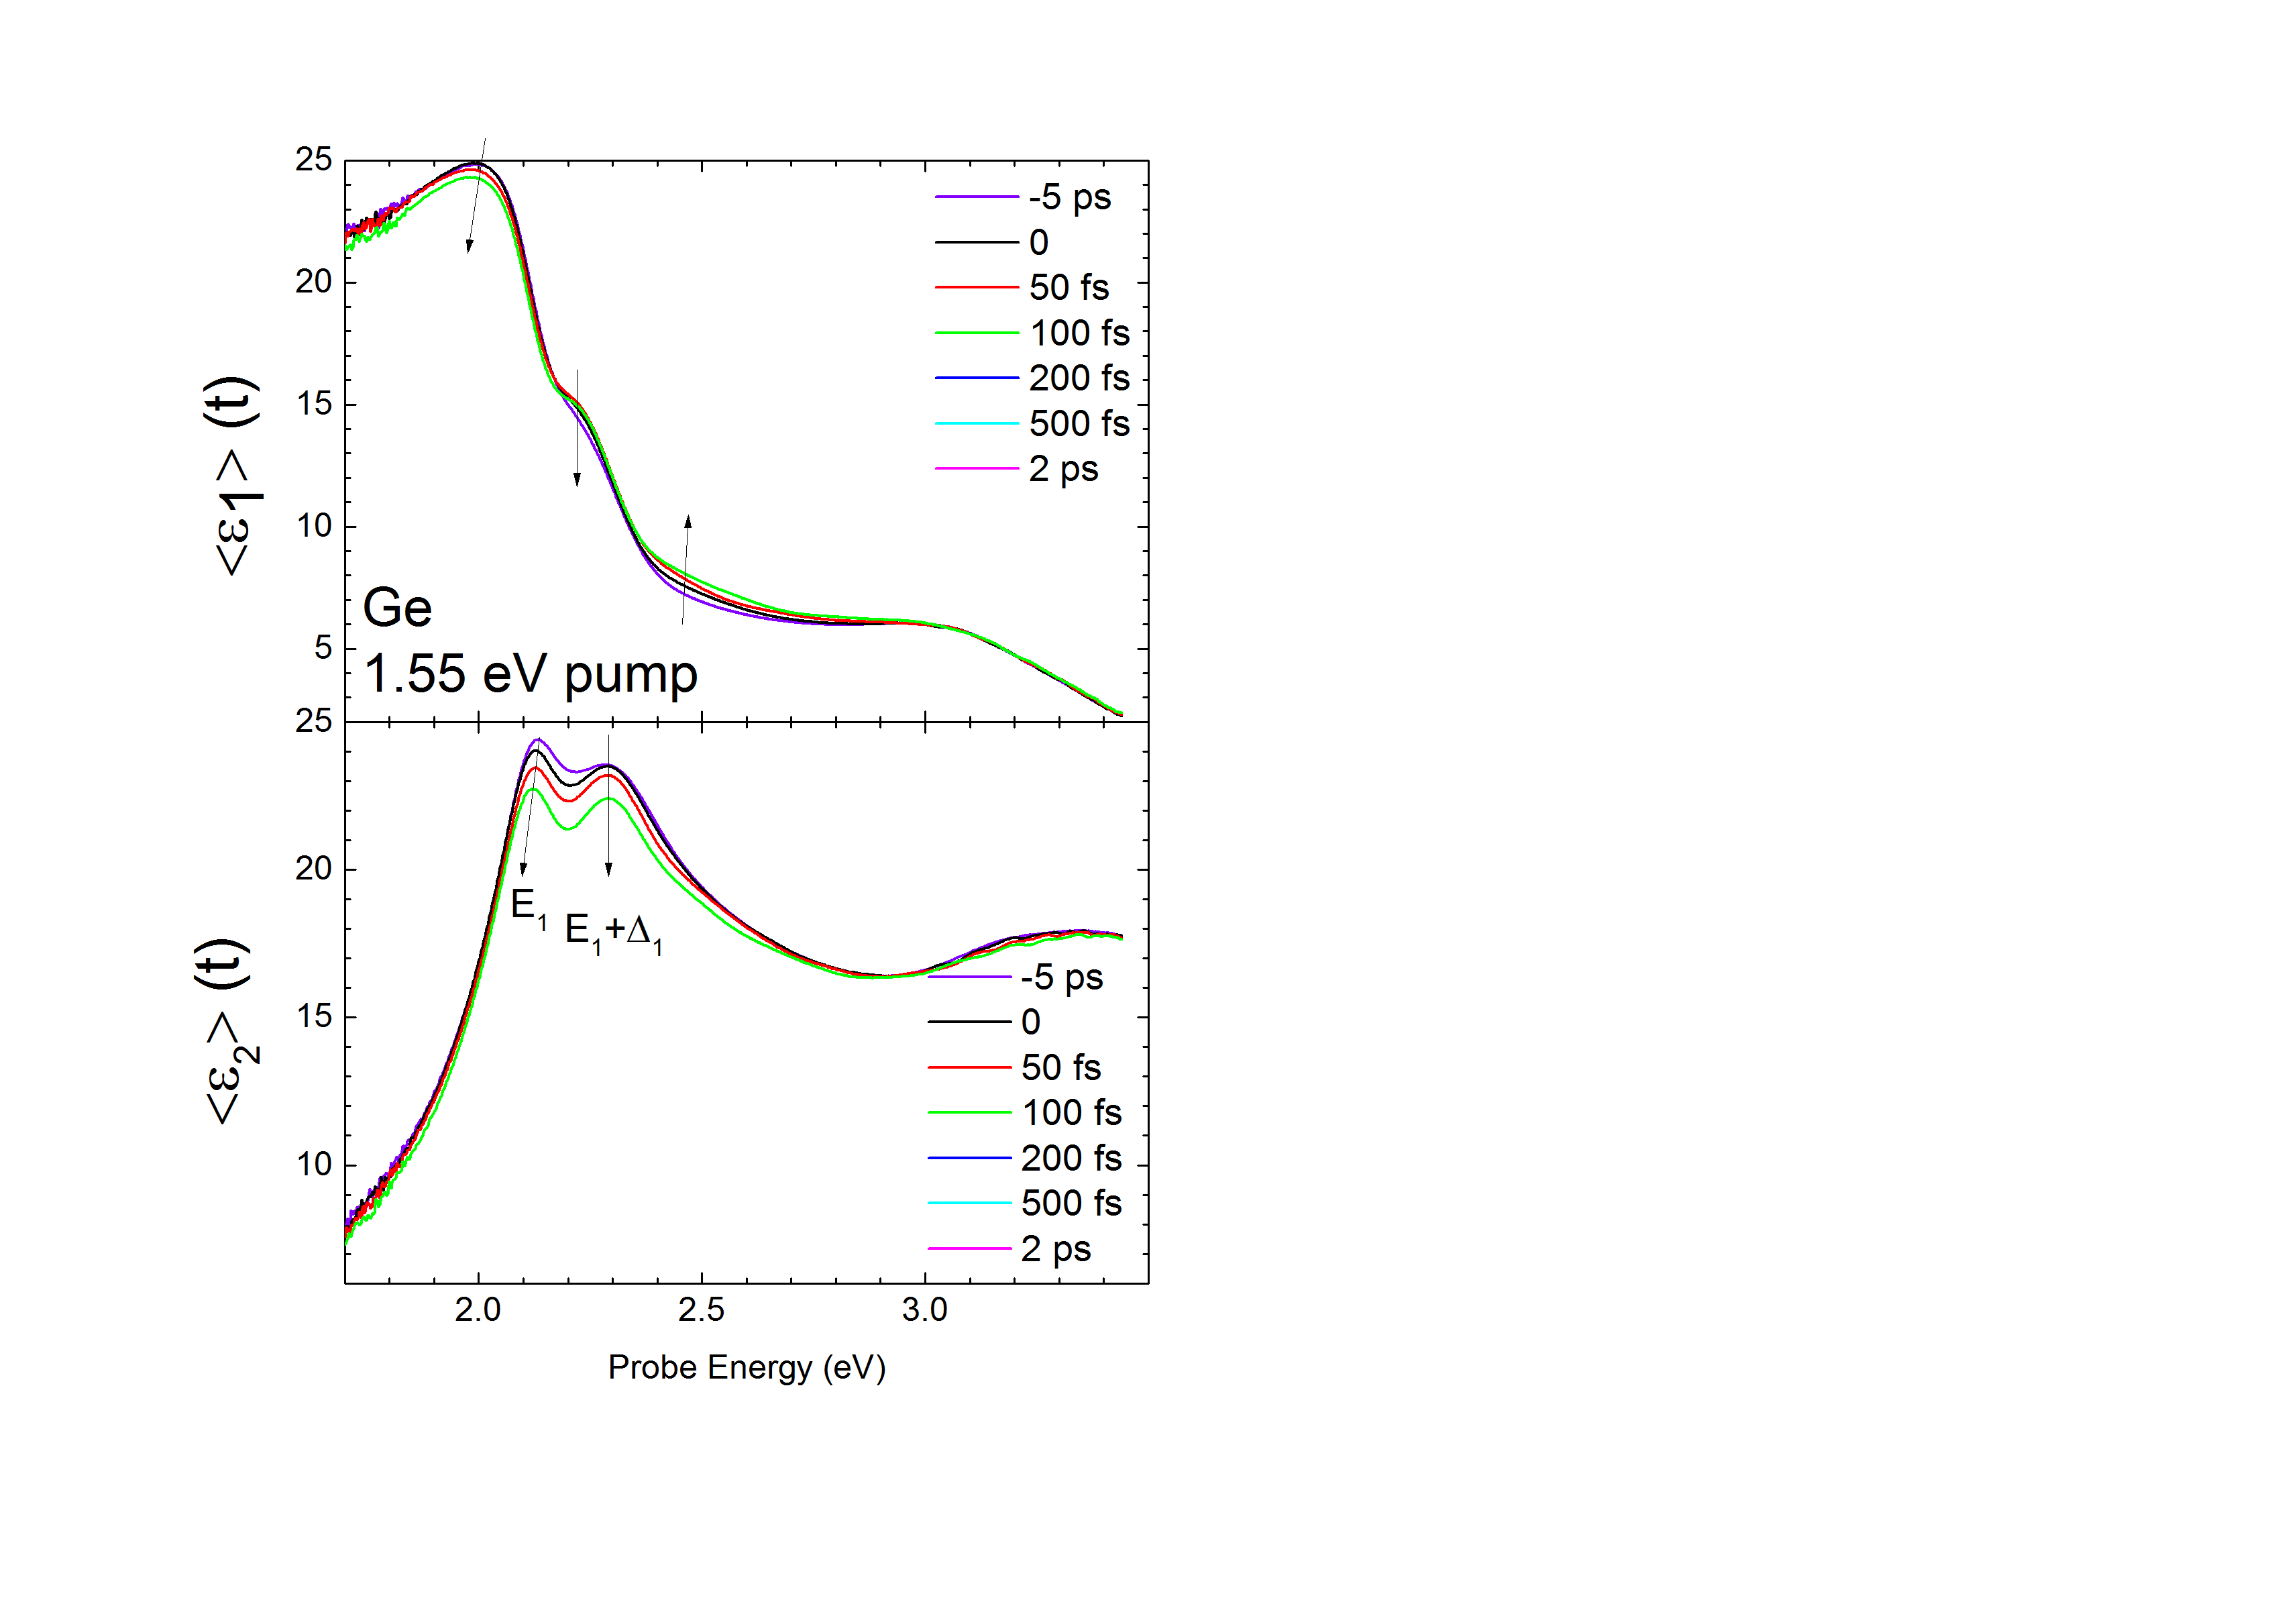 25
20
15
10
5
<ε1> (t)
-5 ps
0
50 fs
100 fs
200 fs
500 fs
2 ps
Ge
1.55 eV pump
25
20
15
10
<ε2> (t)
E1
E1+Δ1
-5 ps
0
50 fs
100 fs
200 fs
500 fs
2 ps
2.0 2.5 3.0
Probe Energy (eV)